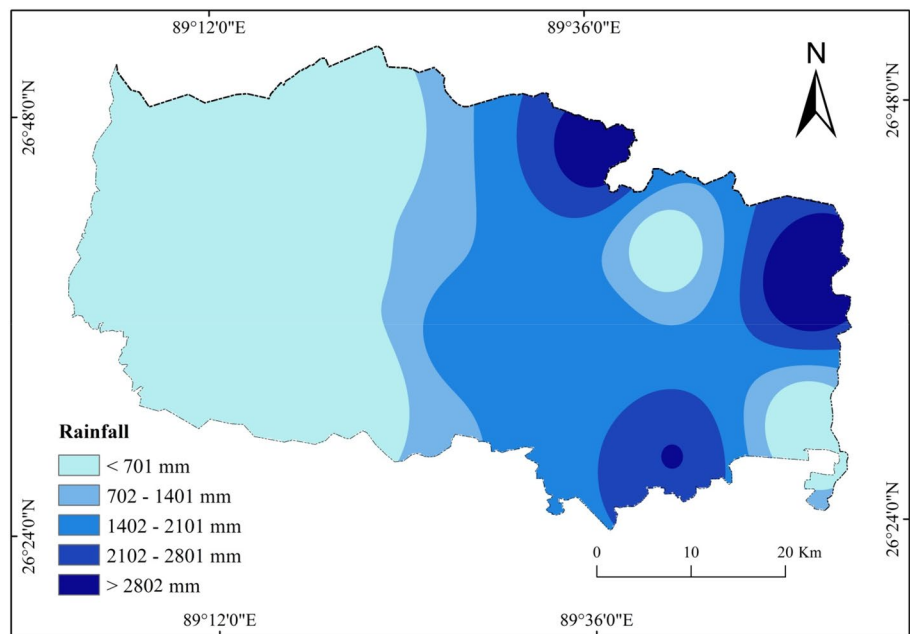 89°12'0"E 89°36'0"E
N
26°48'0"N 26°48'0"N
Rainfall
< 701 mm
702 - 1401 mm
1402 - 2101 mm
2102 - 2801 mm
> 2802 mm
26°24'0"N 26°24'0"N
0 10 20 Km
89°12'0"E 89°36'0"E